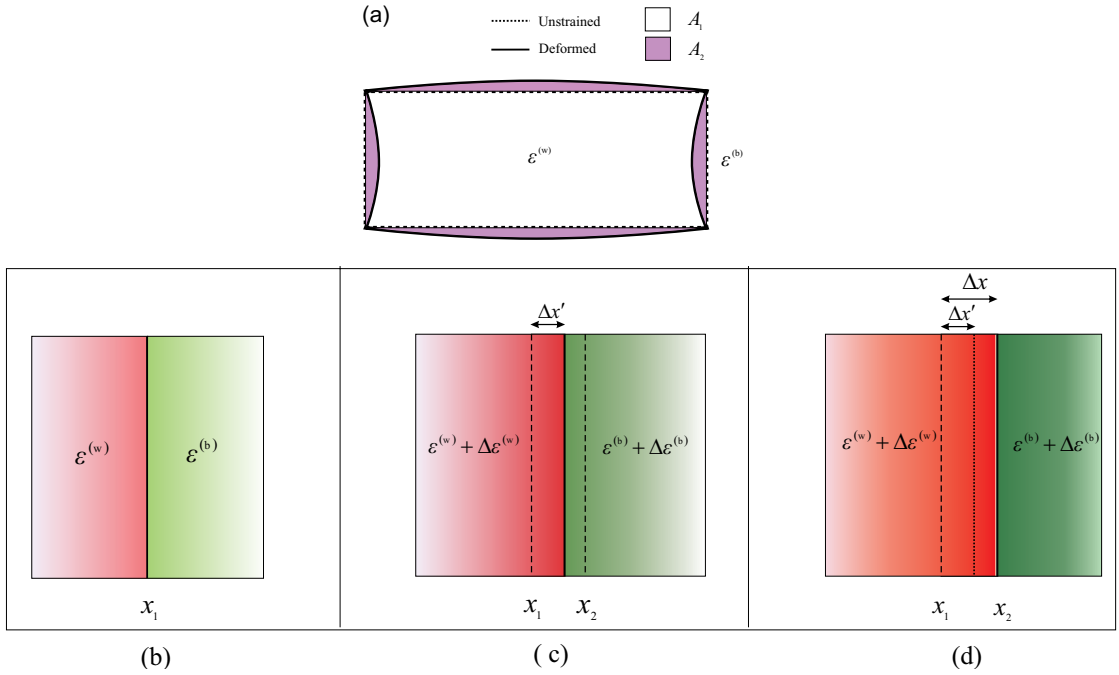 (a)
Unstrained A₁
Deformed A₂
ε⁽ʷ⁾ ε⁽ᵇ⁾
Δx
Δx′ Δx′
ε⁽ʷ⁾ ε⁽ᵇ⁾ ε⁽ʷ⁾ + Δε⁽ʷ⁾ ε⁽ᵇ⁾ + Δε⁽ᵇ⁾ ε⁽ʷ⁾ + Δε⁽ʷ⁾ ε⁽ᵇ⁾ + Δε⁽ᵇ⁾
x₁ x₁ x₂ x₁ x₂
(b) ( c) (d)